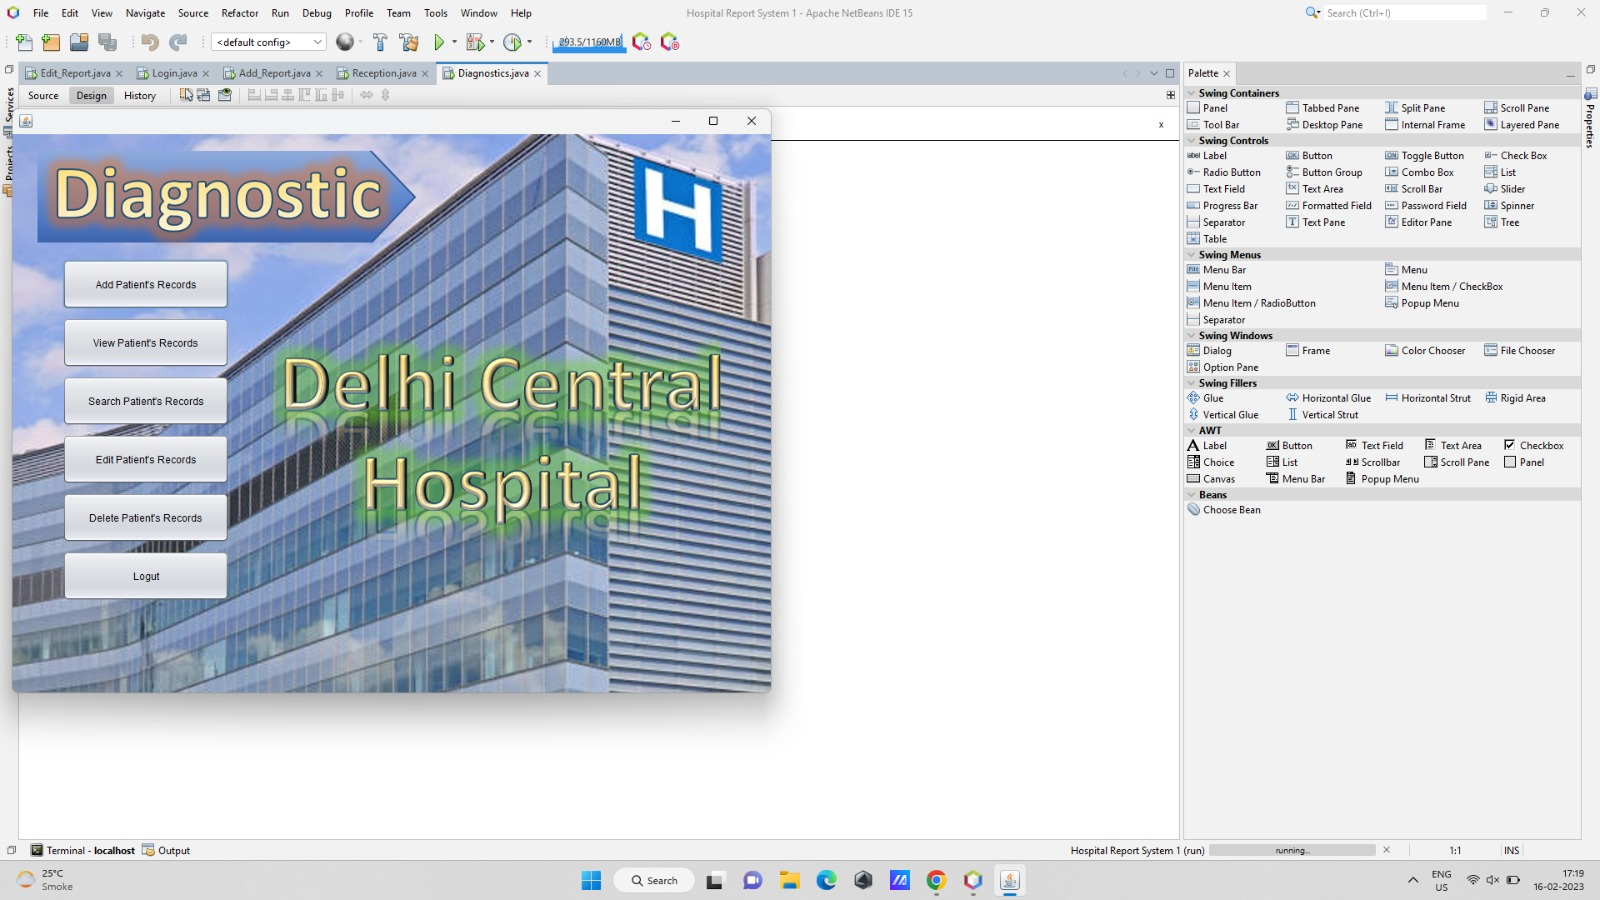 File Edit View Navigate Source Refactor Run Debug Profile Team Tools Window Help Hospital Report System 1 - Apache NetBeans IDE 15 Search (Ctrl+I)
<default config> 293.5/1160MB
Edit_Report.java Login.java Add_Report.java Reception.java Diagnostics.java
Source Design History
Services
Projects
Diagnostic
H
Add Patient's Records
View Patient's Records
Search Patient's Records
Edit Patient's Records
Delete Patient's Records
Logut
Delhi Central
Hospital
Palette
Properties
Swing Containers
Panel Tabbed Pane Split Pane Scroll Pane
Tool Bar Desktop Pane Internal Frame Layered Pane
Swing Controls
Label Button Toggle Button Check Box
Radio Button Button Group Combo Box List
Text Field Text Area Scroll Bar Slider
Progress Bar Formatted Field Password Field Spinner
Separator Text Pane Editor Pane Tree
Table
Swing Menus
Menu Bar Menu
Menu Item Menu Item / CheckBox
Menu Item / RadioButton Popup Menu
Separator
Swing Windows
Dialog Frame Color Chooser File Chooser
Option Pane
Swing Fillers
Glue Horizontal Glue Horizontal Strut Rigid Area
Vertical Glue Vertical Strut
AWT
Label Button Text Field Text Area Checkbox
Choice List Scrollbar Scroll Pane Panel
Canvas Menu Bar Popup Menu
Beans
Choose Bean
Terminal - localhost Output Hospital Report System 1 (run) running... 1:1 INS
25°C
Smoke
Search
ENG
US
17:19
16-02-2023